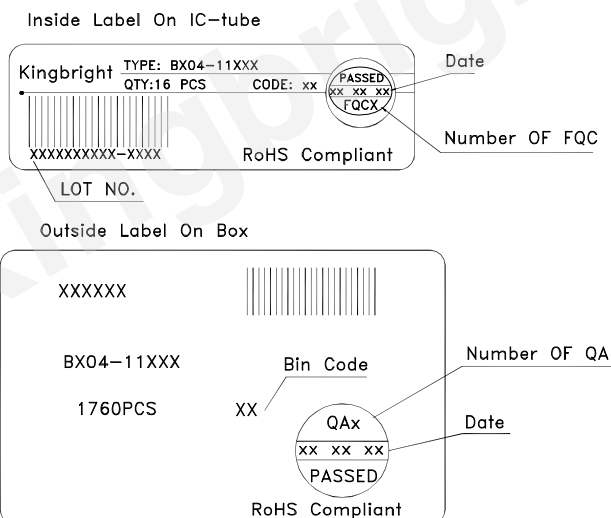 Inside Label On IC-tube
Kingbright
TYPE: BX04-11XXX
QTY:16 PCS CODE: xx
PASSED
xx xx xx
FQCX
Date
Number OF FQC
XXXXXXXXXX-XXXX
RoHS Compliant
LOT NO.
Outside Label On Box
XXXXXX
BX04-11XXX
Bin Code
Number OF QA
1760PCS
XX
QAx
Date
xx xx xx
PASSED
RoHS Compliant
Kingbright